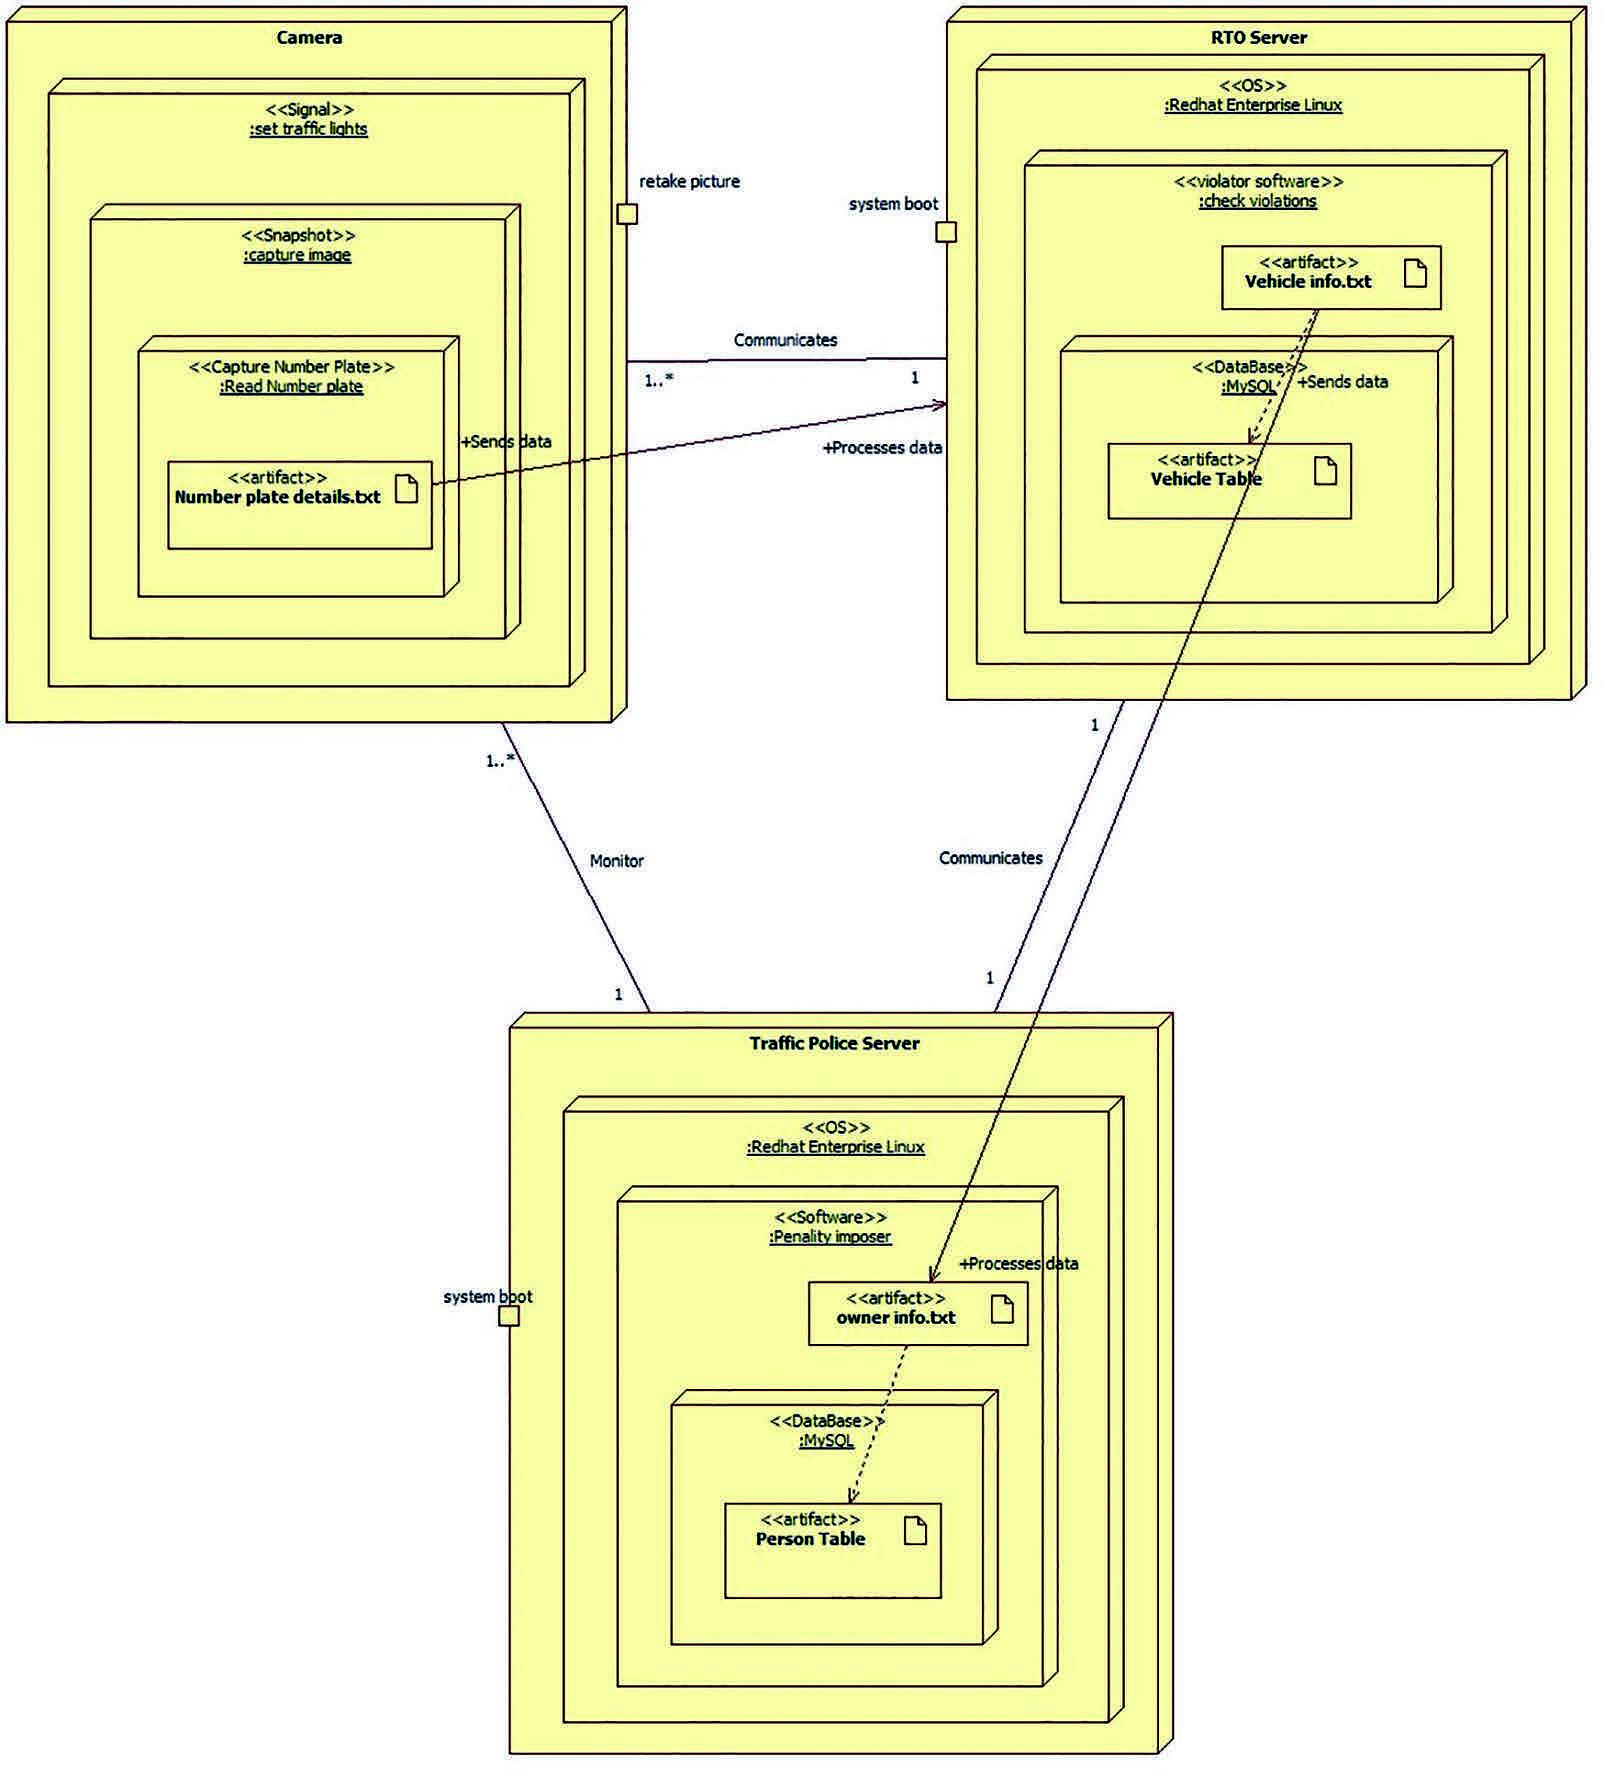 Camera
<<Signal>>
:set traffic lights
<<Snapshot>>
:capture image
<<Capture Number Plate>>
:Read Number plate
+Sends data
<<artifact>>
Number plate details.txt
retake picture
system boot
Communicates
1..*
1
+Processes data
RTO Server
<<OS>>
:Redhat Enterprise Linux
<<violator software>>
:check violations
<<artifact>>
Vehicle info.txt
<<DataBase>>
:MySQL
+Sends data
<<artifact>>
Vehicle Table
1..*
Monitor
1
1
Communicates
1
Traffic Police Server
<<OS>>
:Redhat Enterprise Linux
<<Software>>
:Penality imposer
+Processes data
system boot
<<artifact>>
owner info.txt
<<DataBase>>
:MySQL
<<artifact>>
Person Table